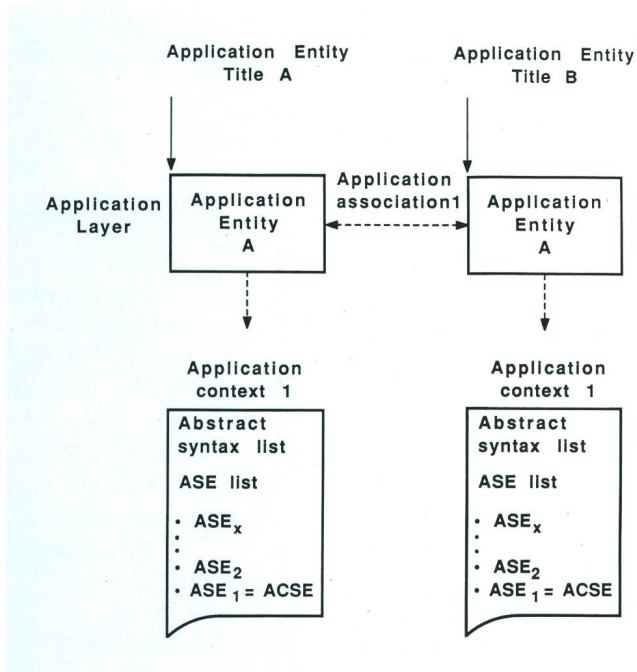 Application Entity
Title A
Application Entity
Title B
Application
Layer
Application
Entity
A
Application
association1
Application
Entity
A
Application
context 1
Abstract
syntax list
ASE list
• ASEx
•
•
• ASE2
• ASE1 = ACSE
Application
context 1
Abstract
syntax list
ASE list
• ASEx
•
•
• ASE2
• ASE1 = ACSE